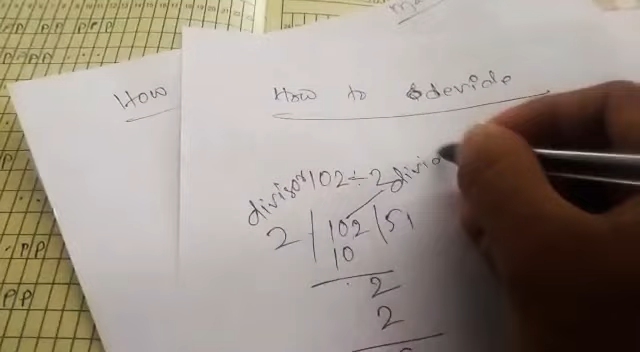 How
How to devide
102÷2
divisor divid
2 102 51
10
2
2